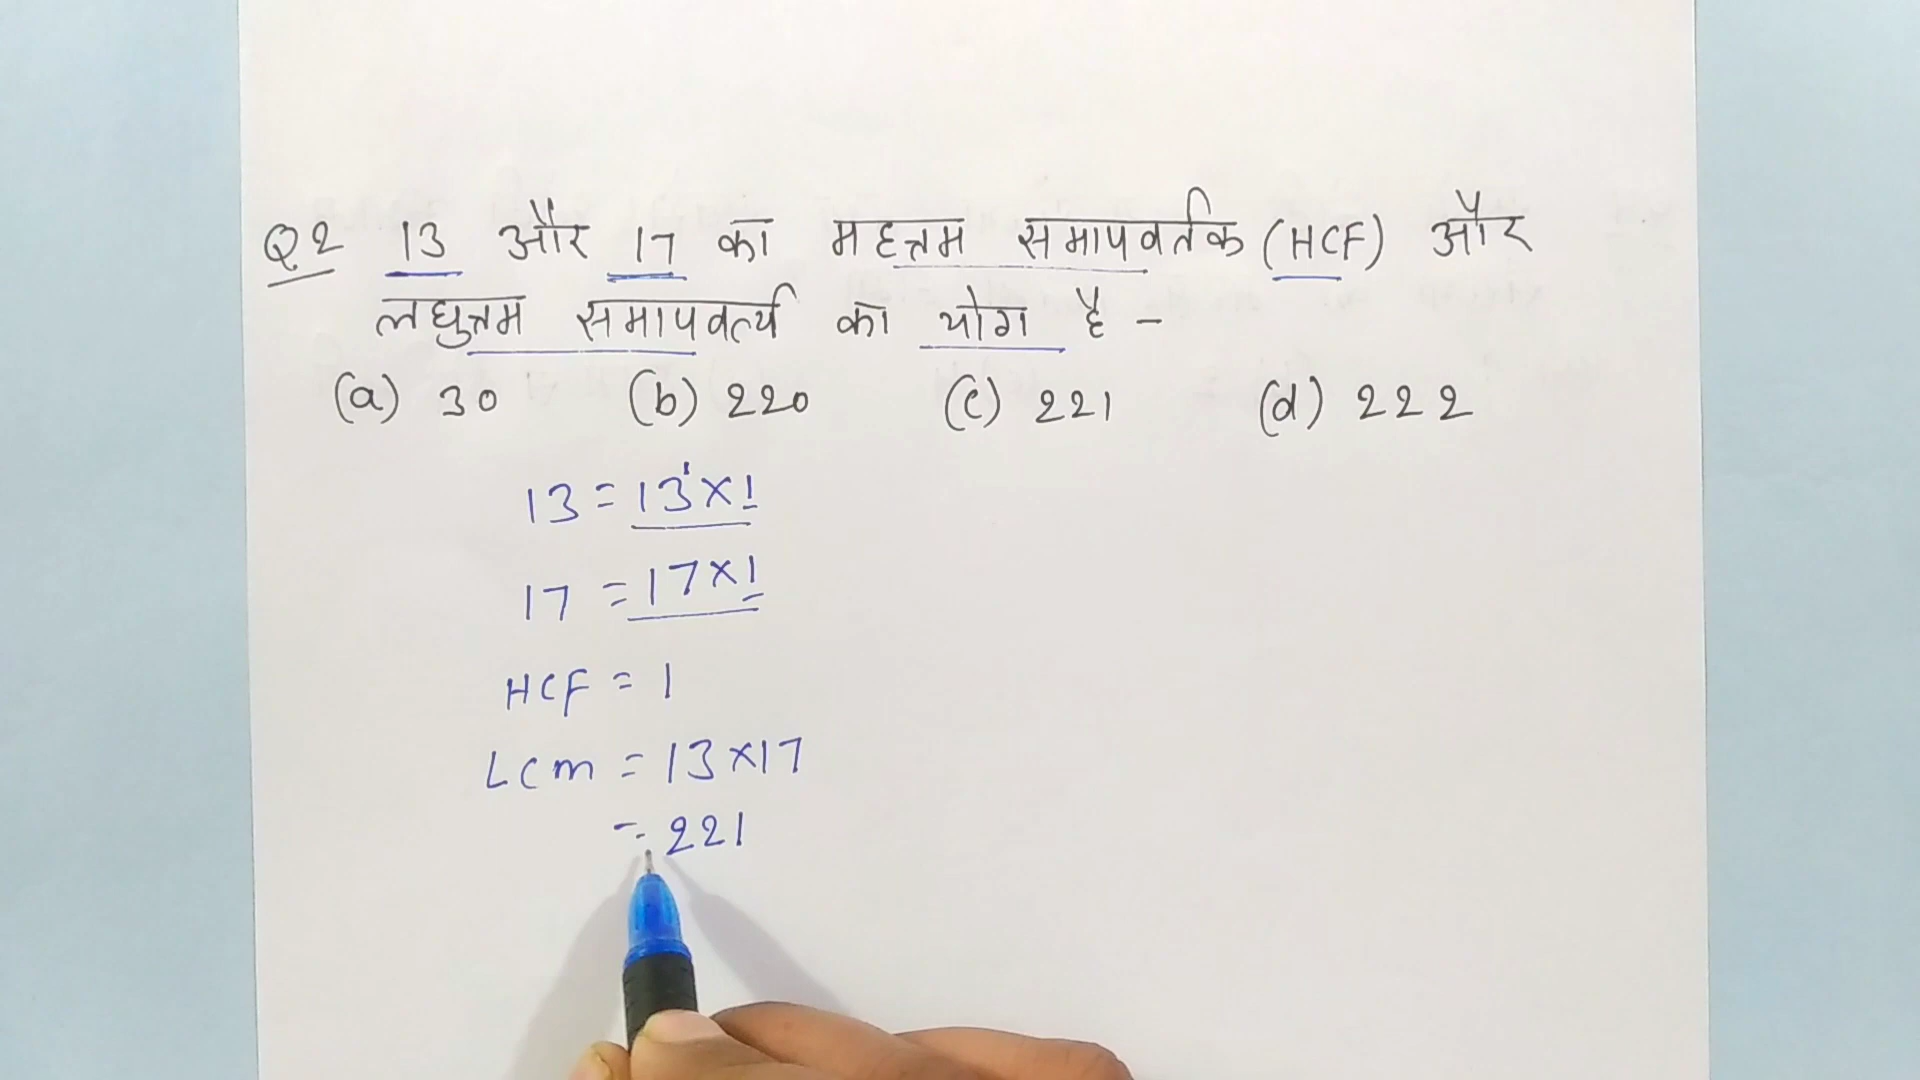 Q2 13 और 17 का महत्तम समापवर्तक (HCF) और
लघुत्तम समापवर्त्य का योग है -
(a) 30 (b) 220 (c) 221 (d) 222
13 = 13 × 1
17 = 17 × 1
HCF = 1
LCm = 13 × 17
= 221